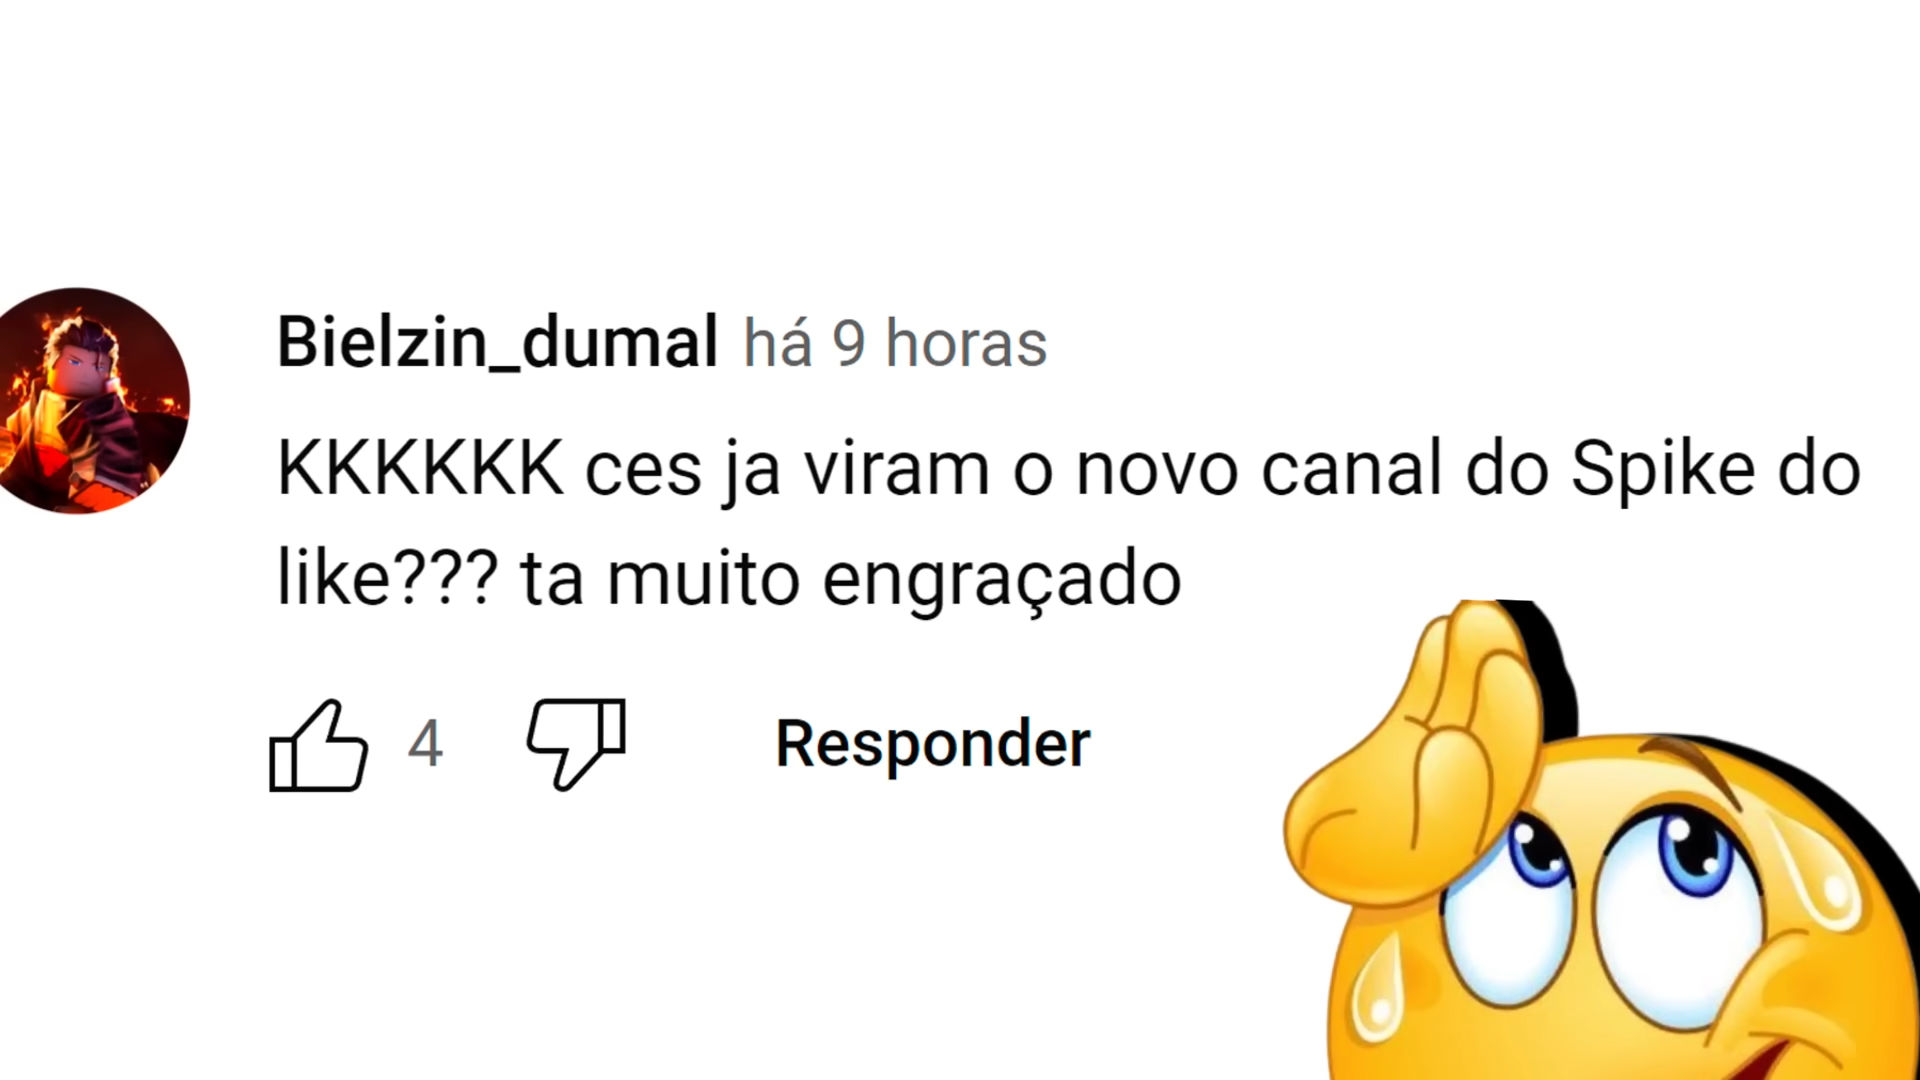 Bielzin_dumal há 9 horas
KKKKKK ces ja viram o novo canal do Spike do
like??? ta muito engraçado
4 Responder